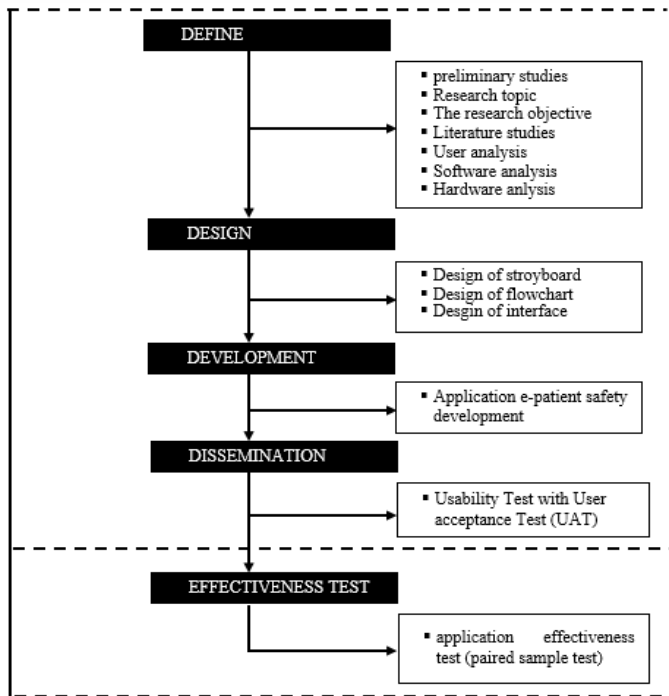 DEFINE
▪ preliminary studies
▪ Research topic
▪ The research objective
▪ Literature studies
▪ User analysis
▪ Software analysis
▪ Hardware anlysis
DESIGN
▪ Design of stroyboard
▪ Design of flowchart
▪ Desgin of interface
DEVELOPMENT
▪ Application e-patient safety
development
DISSEMINATION
▪ Usability Test with User
acceptance Test (UAT)
EFFECTIVENESS TEST
▪ application effectiveness
test (paired sample test)